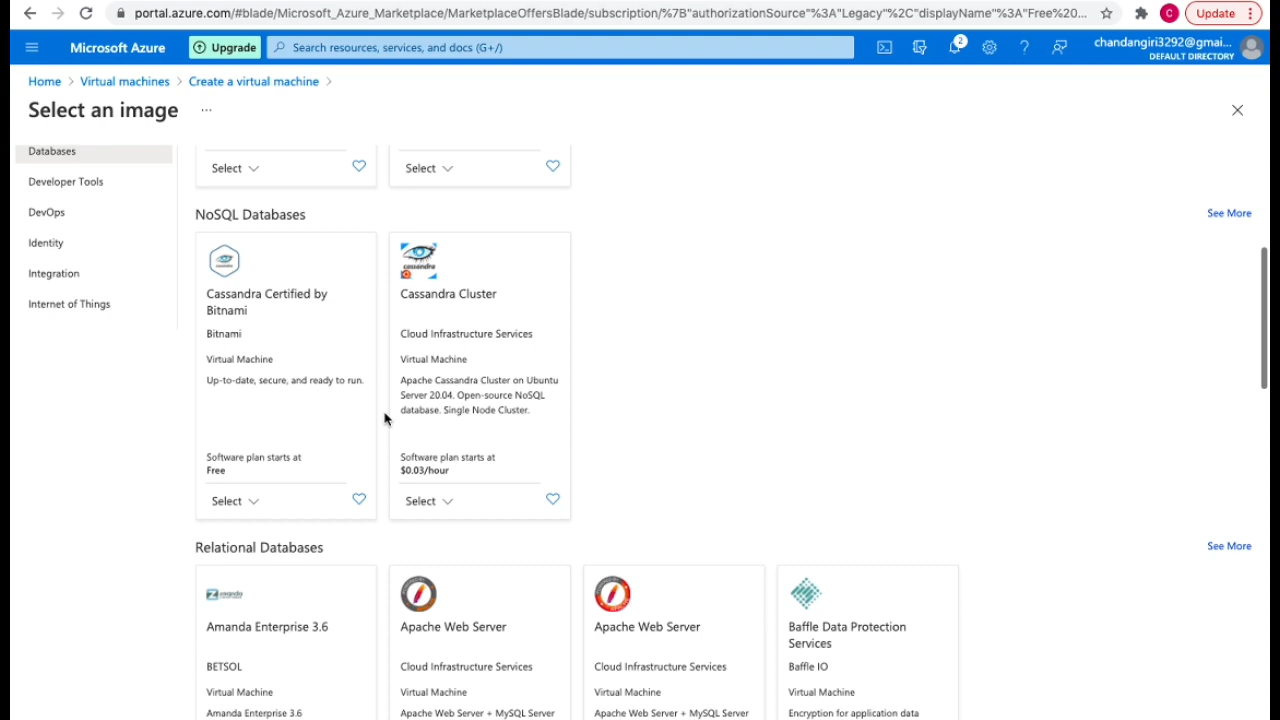 portal.azure.com/#blade/Microsoft_Azure_Marketplace/MarketplaceOffersBlade/subscription/%7B"authorizationSource"%3A"Legacy"%2C"displayName"%3A"Free%20...
C
Update
Microsoft Azure
Upgrade
Search resources, services, and docs (G+/)
2
chandangiri3292@gmai...
DEFAULT DIRECTORY
Home > Virtual machines > Create a virtual machine >
Select an image ...
Databases
Developer Tools
DevOps
Identity
Integration
Internet of Things
Select Select
NoSQL Databases See More
Cassandra Certified by
Bitnami
Bitnami
Virtual Machine
Up-to-date, secure, and ready to run.
Software plan starts at
Free
Select
cassandra
Cassandra Cluster
Cloud Infrastructure Services
Virtual Machine
Apache Cassandra Cluster on Ubuntu
Server 20.04. Open-source NoSQL
database. Single Node Cluster.
Software plan starts at
$0.03/hour
Select
Relational Databases See More
zmanda
Amanda Enterprise 3.6
BETSOL
Virtual Machine
Amanda Enterprise 3.6
Apache Web Server
Cloud Infrastructure Services
Virtual Machine
Apache Web Server + MySQL Server
Apache Web Server
Cloud Infrastructure Services
Virtual Machine
Apache Web Server + MySQL Server
Baffle Data Protection
Services
Baffle IO
Virtual Machine
Encryption for application data